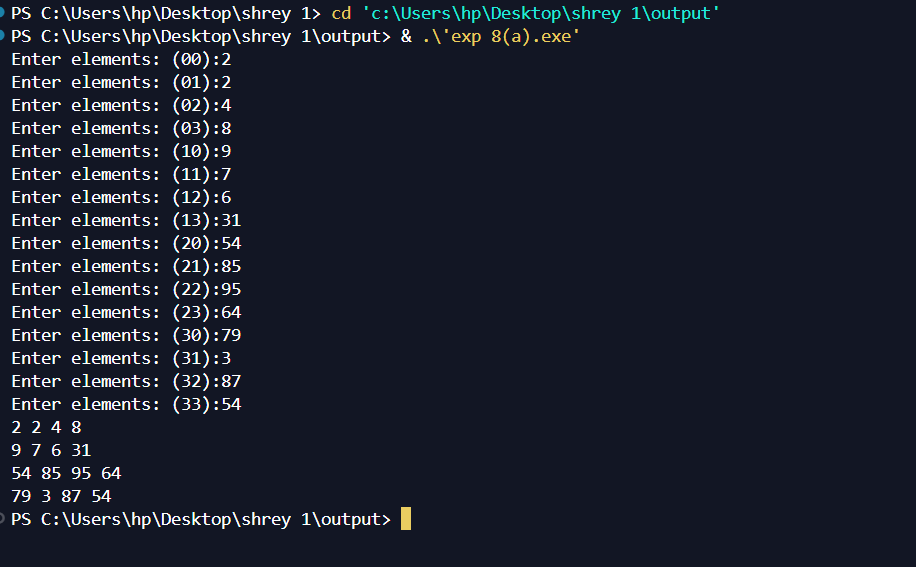 PS C:\Users\hp\Desktop\shrey 1> cd 'c:\Users\hp\Desktop\shrey 1\output'
PS C:\Users\hp\Desktop\shrey 1\output> & .\'exp 8(a).exe'
Enter elements: (00):2
Enter elements: (01):2
Enter elements: (02):4
Enter elements: (03):8
Enter elements: (10):9
Enter elements: (11):7
Enter elements: (12):6
Enter elements: (13):31
Enter elements: (20):54
Enter elements: (21):85
Enter elements: (22):95
Enter elements: (23):64
Enter elements: (30):79
Enter elements: (31):3
Enter elements: (32):87
Enter elements: (33):54
2 2 4 8
9 7 6 31
54 85 95 64
79 3 87 54
PS C:\Users\hp\Desktop\shrey 1\output>